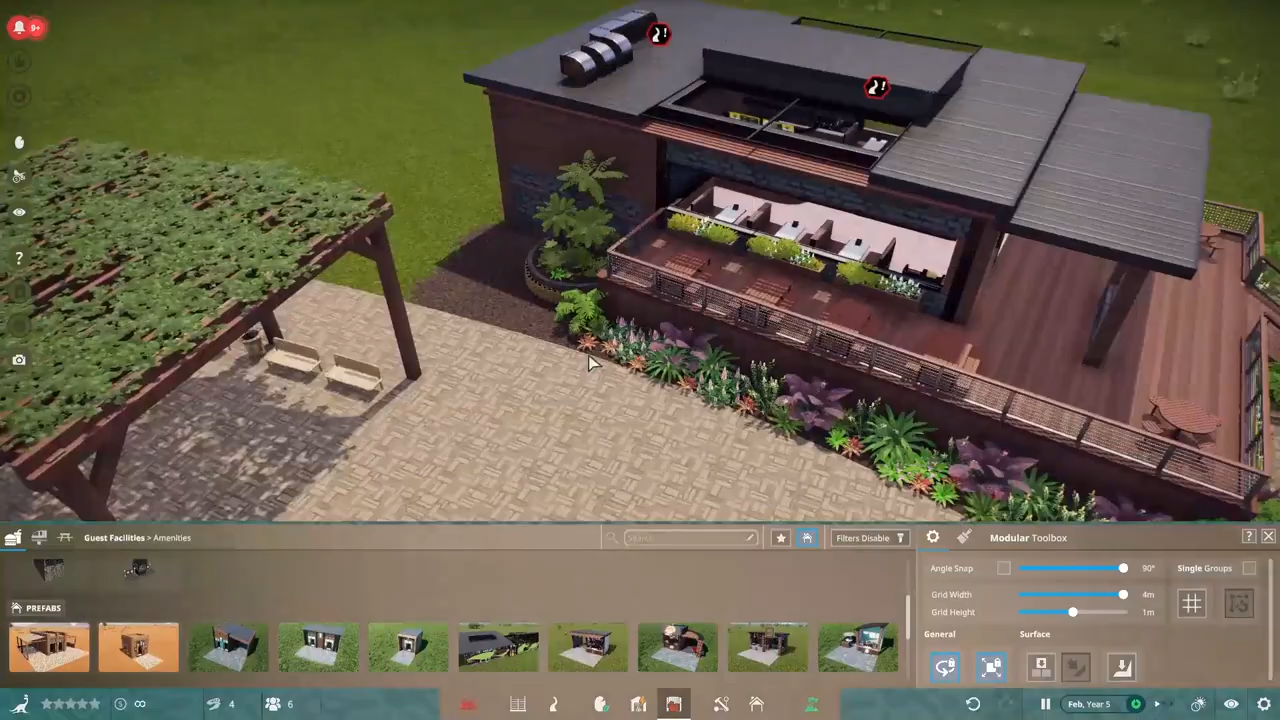 9+
?
Guest Facilities > Amenities
Search
Filters Disable
Modular Toolbox
?
Angle Snap
90°
Single Groups
Grid Width
4m
Grid Height
1m
PREFABS
General
Surface
∞
4
6
Feb, Year 5